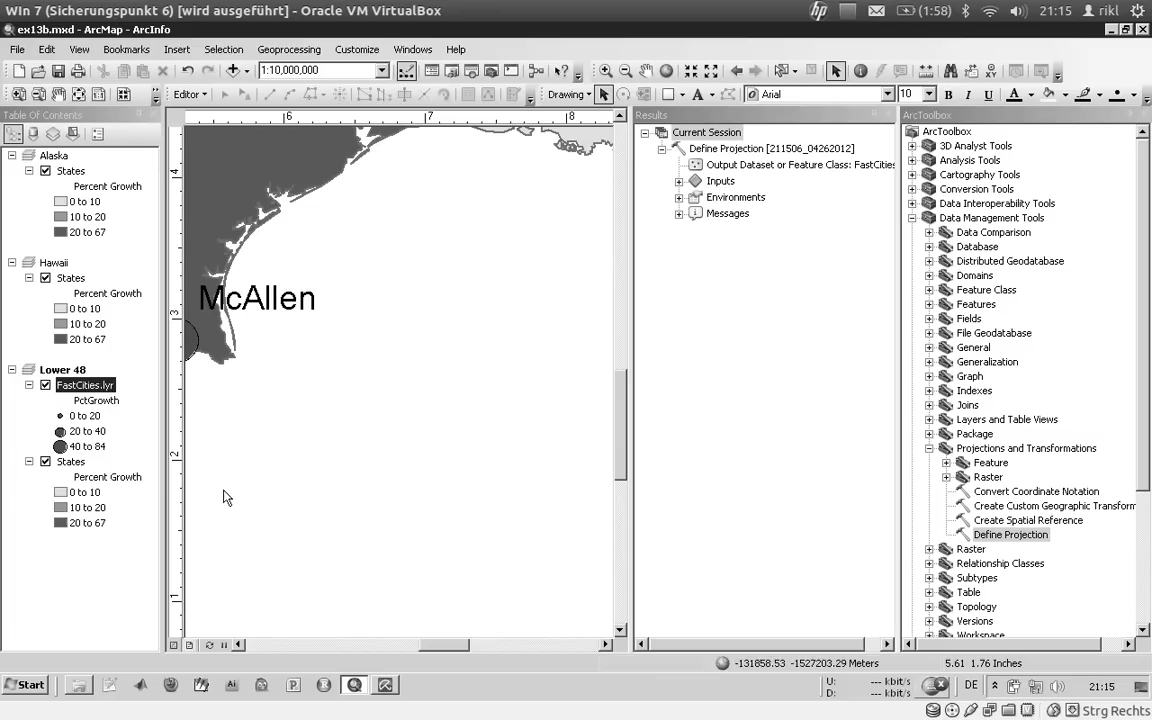 Win 7 (Sicherungspunkt 6) [wird ausgeführt] - Oracle VM VirtualBox
(1:58)
21:15
rikl
ex13b.mxd - ArcMap - ArcInfo
File Edit View Bookmarks Insert Selection Geoprocessing Customize Windows Help
1:10,000,000
Editor
Drawing
A
Arial
10
B I U A
Table Of Contents
Alaska
States
Percent Growth
0 to 10
10 to 20
20 to 67
Hawaii
States
Percent Growth
0 to 10
10 to 20
20 to 67
Lower 48
FastCities.lyr
PctGrowth
0 to 20
20 to 40
40 to 84
States
Percent Growth
0 to 10
10 to 20
20 to 67
6 7 8
4
3
2
1
McAllen
Results
Current Session
Define Projection [211506_04262012]
Output Dataset or Feature Class: FastCities
Inputs
Environments
Messages
ArcToolbox
ArcToolbox
3D Analyst Tools
Analysis Tools
Cartography Tools
Conversion Tools
Data Interoperability Tools
Data Management Tools
Data Comparison
Database
Distributed Geodatabase
Domains
Feature Class
Features
Fields
File Geodatabase
General
Generalization
Graph
Indexes
Joins
Layers and Table Views
Package
Projections and Transformations
Feature
Raster
Convert Coordinate Notation
Create Custom Geographic Transform
Create Spatial Reference
Define Projection
Raster
Relationship Classes
Subtypes
Table
Topology
Versions
Workspace
-131858.53 -1527203.29 Meters
5.61 1.76 Inches
Start
Ai
P
U: --- kbit/s
D: --- kbit/s
DE
21:15
Strg Rechts